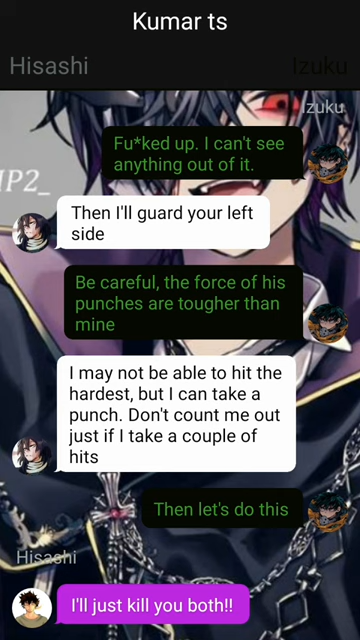 Kumar ts
Hisashi
Izuku
Izuku
Fu*ked up. I can't see
anything out of it.
IP2_
Then I'll guard your left
side
Be careful, the force of his
punches are tougher than
mine
I may not be able to hit the
hardest, but I can take a
punch. Don't count me out
just if I take a couple of
hits
Then let's do this
Hisashi
I'll just kill you both!!